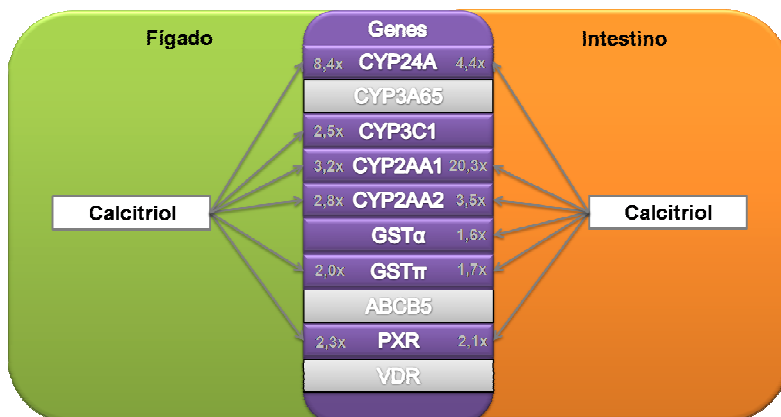 Fígado
Genes
Intestino
8,4x CYP24A 4,4x
CYP3A65
2,5x CYP3C1
3,2x CYP2AA1 20,3x
2,8x CYP2AA2 3,5x
Calcitriol
Calcitriol
GSTα 1,6x
2,0x GSTπ 1,7x
ABCB5
2,3x PXR 2,1x
VDR